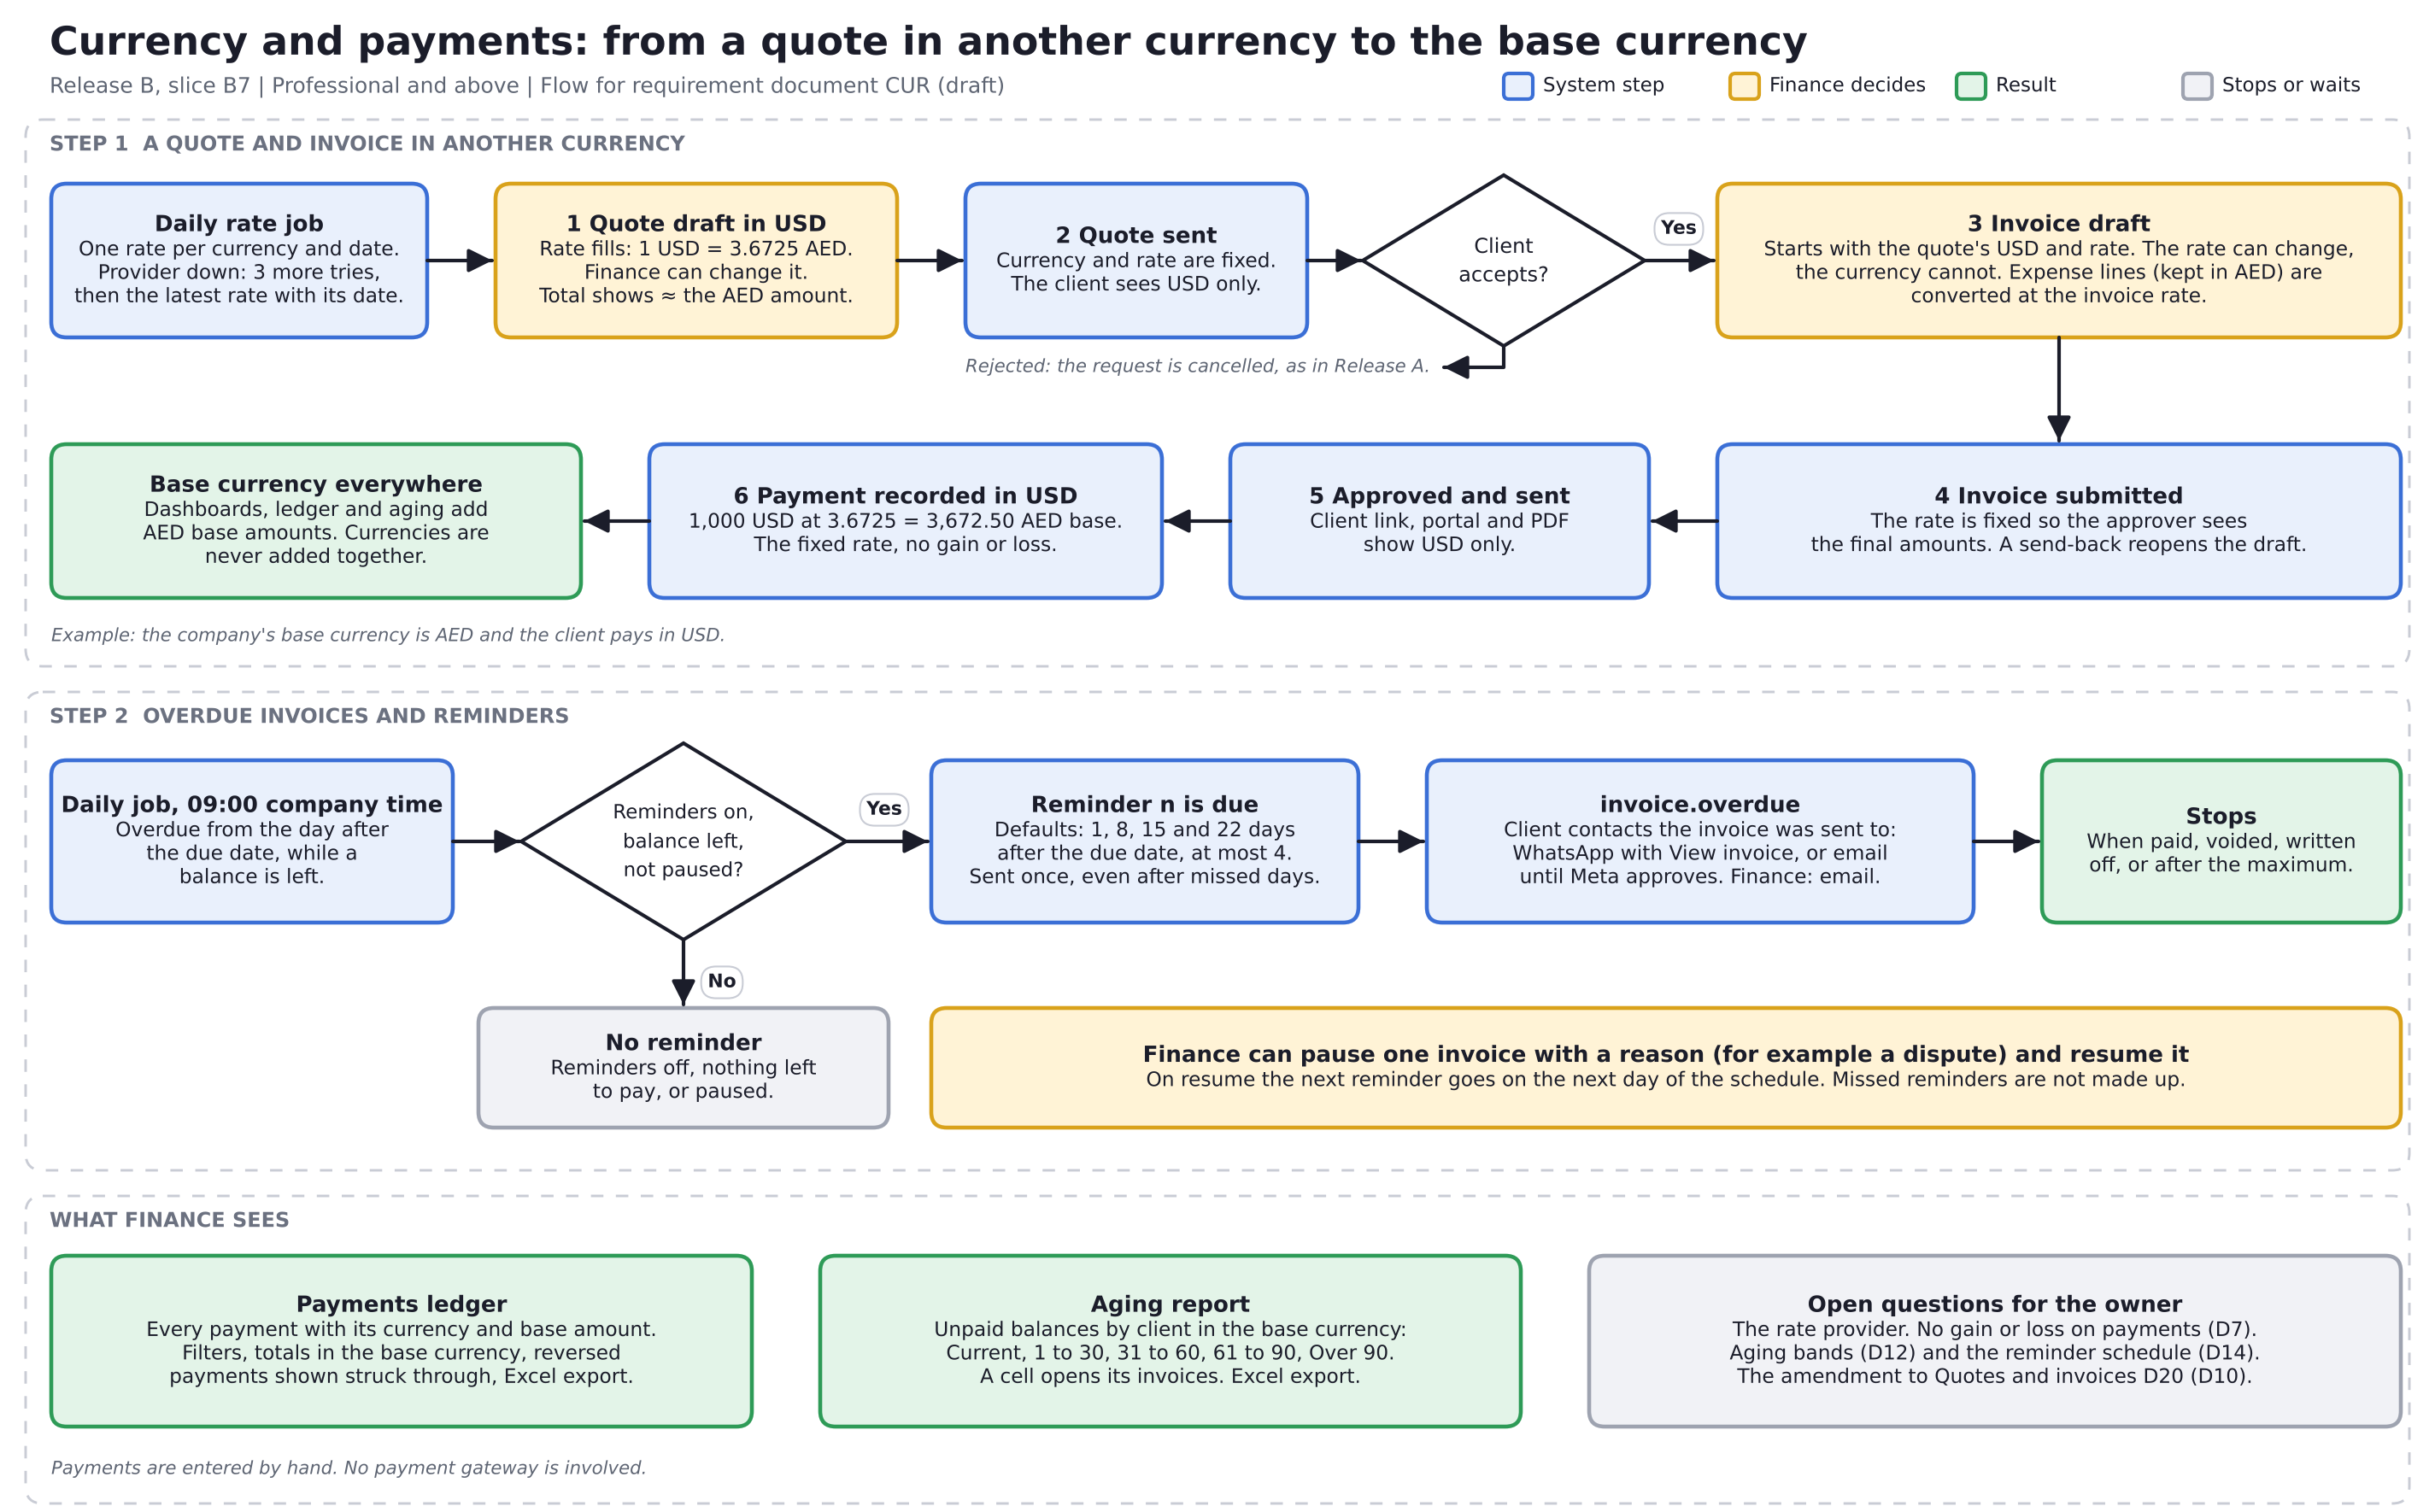 Currency and payments: from a quote in another currency to the base currency
Release B, slice B7 | Professional and above | Flow for requirement document CUR (draft)
System step
Finance decides
Result
Stops or waits
STEP 1 A QUOTE AND INVOICE IN ANOTHER CURRENCY
Daily rate job
One rate per currency and date.
Provider down: 3 more tries,
then the latest rate with its date.
1 Quote draft in USD
Rate fills: 1 USD = 3.6725 AED.
Finance can change it.
Total shows ≈ the AED amount.
2 Quote sent
Currency and rate are fixed.
The client sees USD only.
Client
accepts?
Yes
3 Invoice draft
Starts with the quote's USD and rate. The rate can change,
the currency cannot. Expense lines (kept in AED) are
converted at the invoice rate.
Rejected: the request is cancelled, as in Release A.
Base currency everywhere
Dashboards, ledger and aging add
AED base amounts. Currencies are
never added together.
6 Payment recorded in USD
1,000 USD at 3.6725 = 3,672.50 AED base.
The fixed rate, no gain or loss.
5 Approved and sent
Client link, portal and PDF
show USD only.
4 Invoice submitted
The rate is fixed so the approver sees
the final amounts. A send-back reopens the draft.
Example: the company's base currency is AED and the client pays in USD.
STEP 2 OVERDUE INVOICES AND REMINDERS
Daily job, 09:00 company time
Overdue from the day after
the due date, while a
balance is left.
Reminders on,
balance left,
not paused?
Yes
Reminder n is due
Defaults: 1, 8, 15 and 22 days
after the due date, at most 4.
Sent once, even after missed days.
invoice.overdue
Client contacts the invoice was sent to:
WhatsApp with View invoice, or email
until Meta approves. Finance: email.
Stops
When paid, voided, written
off, or after the maximum.
No
No reminder
Reminders off, nothing left
to pay, or paused.
Finance can pause one invoice with a reason (for example a dispute) and resume it
On resume the next reminder goes on the next day of the schedule. Missed reminders are not made up.
WHAT FINANCE SEES
Payments ledger
Every payment with its currency and base amount.
Filters, totals in the base currency, reversed
payments shown struck through, Excel export.
Aging report
Unpaid balances by client in the base currency:
Current, 1 to 30, 31 to 60, 61 to 90, Over 90.
A cell opens its invoices. Excel export.
Open questions for the owner
The rate provider. No gain or loss on payments (D7).
Aging bands (D12) and the reminder schedule (D14).
The amendment to Quotes and invoices D20 (D10).
Payments are entered by hand. No payment gateway is involved.